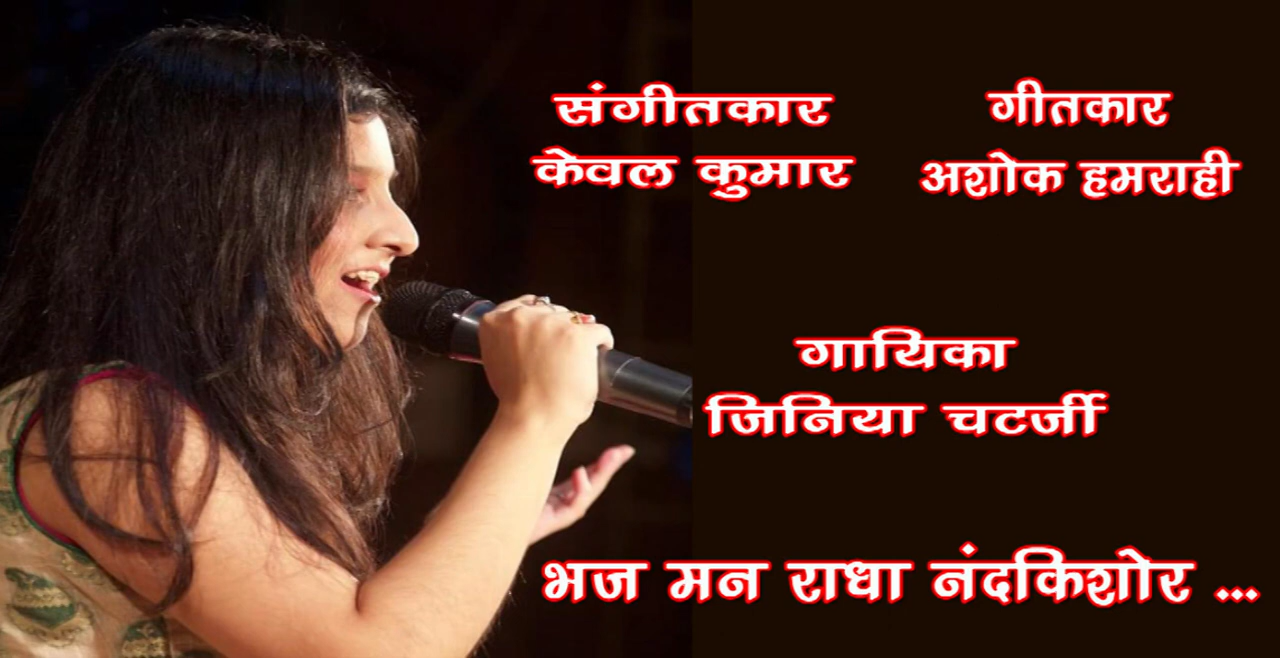 संगीतकार
केवल कुमार
गीतकार
अशोक हमराही
गायिका
जिनिया चटर्जी
भज मन राधा नंदकिशोर ...